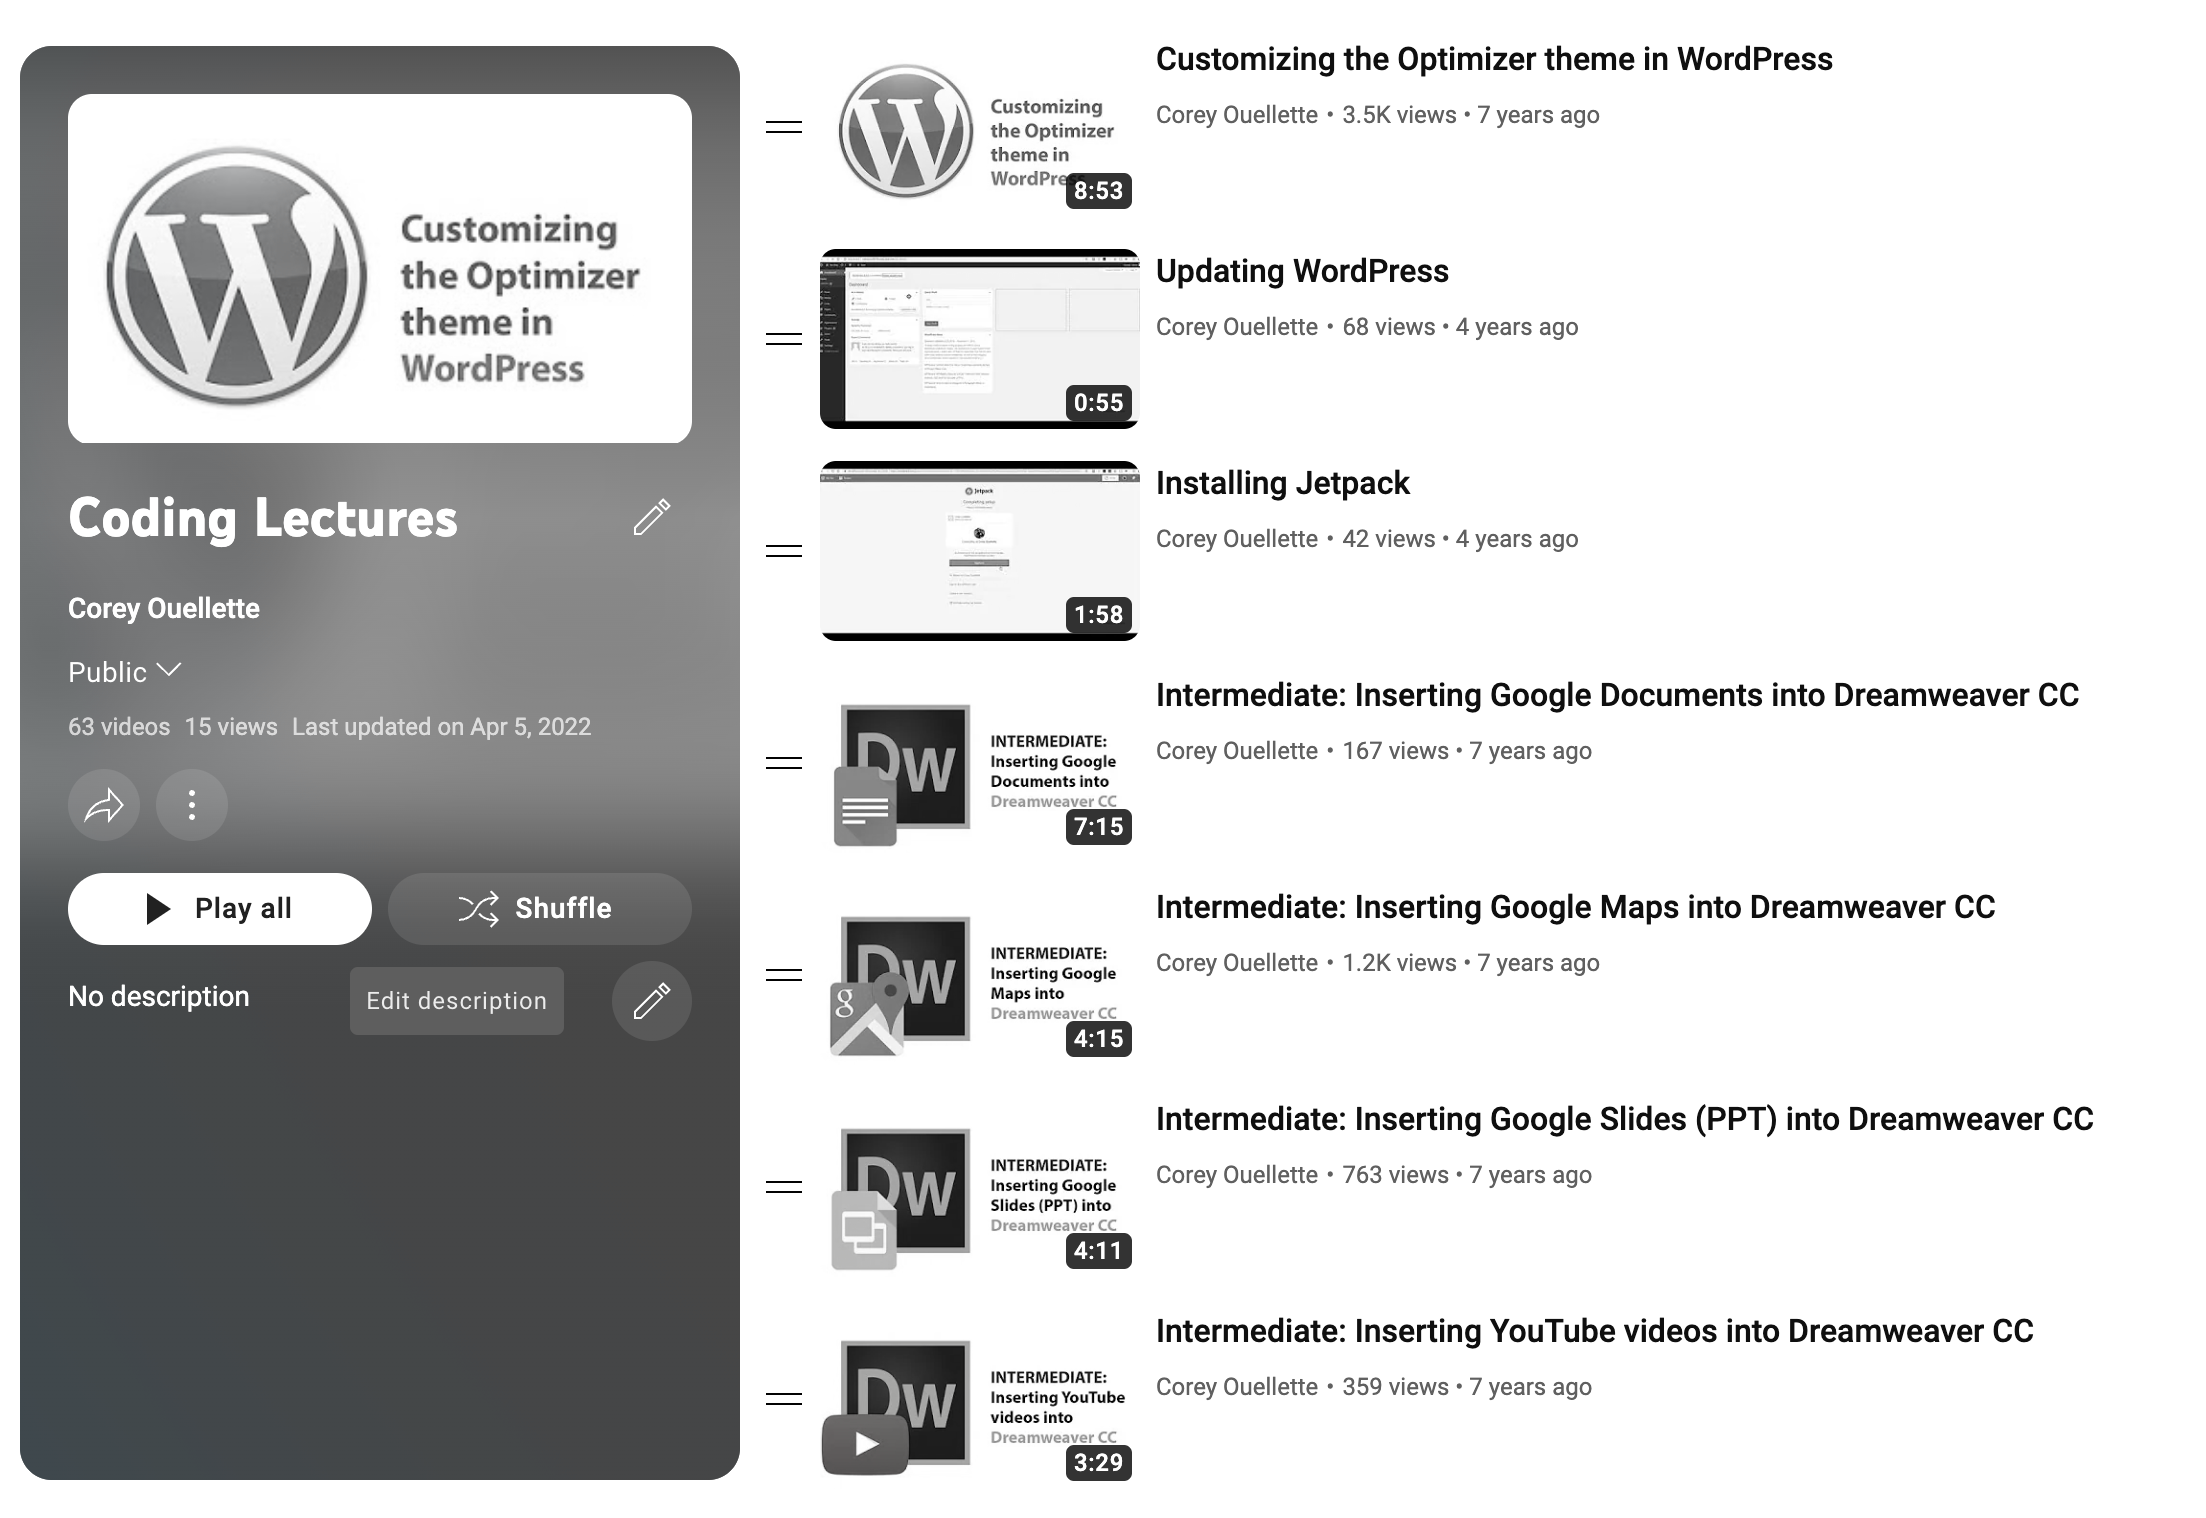 Customizing
the Optimizer
theme in
WordPress
Coding Lectures
Corey Ouellette
Public
63 videos 15 views Last updated on Apr 5, 2022
Play all
Shuffle
No description
Edit description
Customizing
the Optimizer
theme in
WordPress
8:53
Customizing the Optimizer theme in WordPress
Corey Ouellette • 3.5K views • 7 years ago
0:55
Updating WordPress
Corey Ouellette • 68 views • 4 years ago
Jetpack
1:58
Installing Jetpack
Corey Ouellette • 42 views • 4 years ago
Dw
INTERMEDIATE:
Inserting Google
Documents into
Dreamweaver CC
7:15
Intermediate: Inserting Google Documents into Dreamweaver CC
Corey Ouellette • 167 views • 7 years ago
Dw
g
INTERMEDIATE:
Inserting Google
Maps into
Dreamweaver CC
4:15
Intermediate: Inserting Google Maps into Dreamweaver CC
Corey Ouellette • 1.2K views • 7 years ago
Dw
INTERMEDIATE:
Inserting Google
Slides (PPT) into
Dreamweaver CC
4:11
Intermediate: Inserting Google Slides (PPT) into Dreamweaver CC
Corey Ouellette • 763 views • 7 years ago
Dw
INTERMEDIATE:
Inserting YouTube
videos into
Dreamweaver CC
3:29
Intermediate: Inserting YouTube videos into Dreamweaver CC
Corey Ouellette • 359 views • 7 years ago